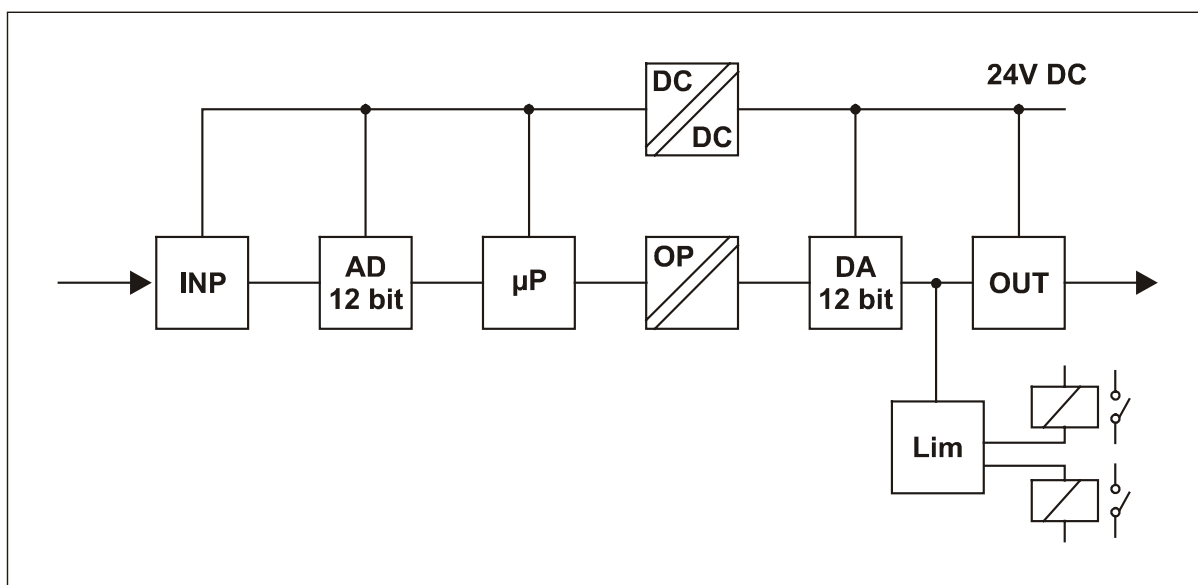 DC
DC
24V DC
INP
AD
12 bit
µP
OP
DA
12 bit
OUT
Lim